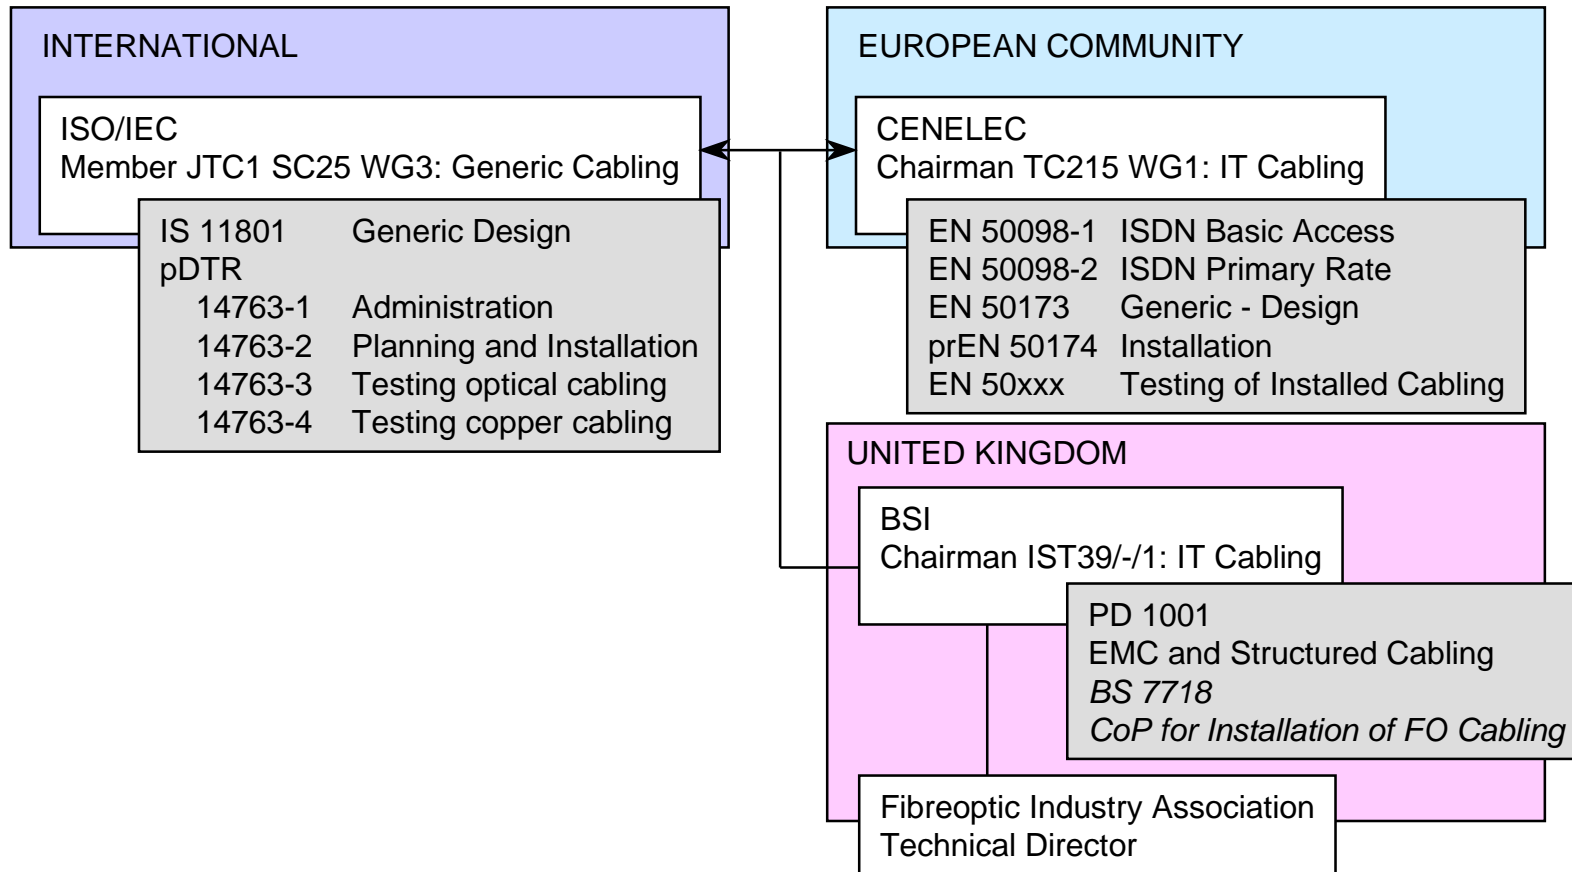 INTERNATIONAL
ISO/IEC
Member JTC1 SC25 WG3: Generic Cabling
IS 11801 Generic Design
pDTR
14763-1 Administration
14763-2 Planning and Installation
14763-3 Testing optical cabling
14763-4 Testing copper cabling
EUROPEAN COMMUNITY
CENELEC
Chairman TC215 WG1: IT Cabling
EN 50098-1 ISDN Basic Access
EN 50098-2 ISDN Primary Rate
EN 50173 Generic - Design
prEN 50174 Installation
EN 50xxx Testing of Installed Cabling
UNITED KINGDOM
BSI
Chairman IST39/-/1: IT Cabling
PD 1001
EMC and Structured Cabling
BS 7718
CoP for Installation of FO Cabling
Fibreoptic Industry Association
Technical Director